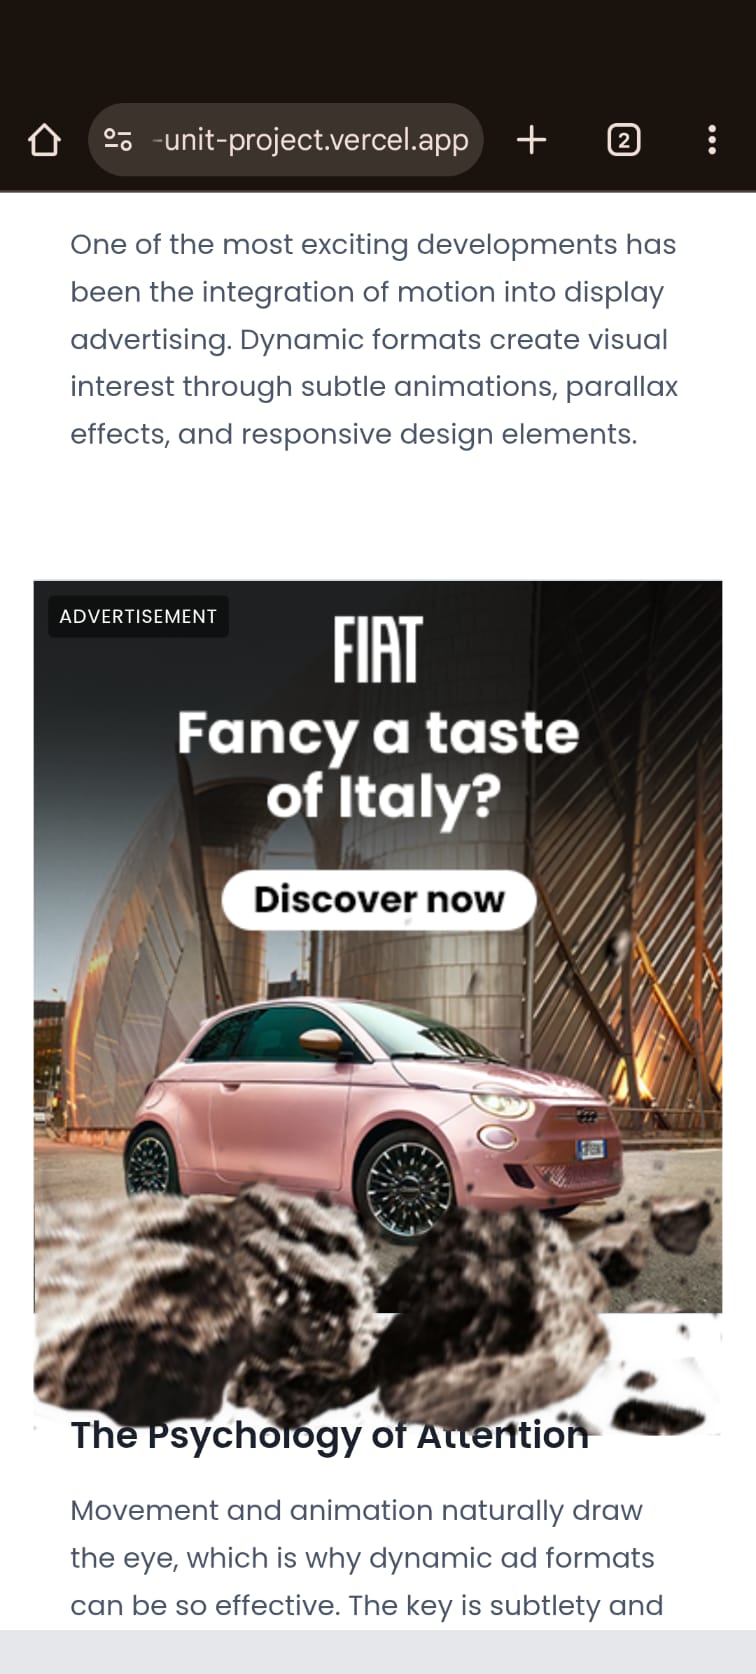 -unit-project.vercel.app
2
One of the most exciting developments has
been the integration of motion into display
advertising. Dynamic formats create visual
interest through subtle animations, parallax
effects, and responsive design elements.
ADVERTISEMENT
FIAT
Fancy a taste
of Italy?
Discover now
The Psychology of Attention
Movement and animation naturally draw
the eye, which is why dynamic ad formats
can be so effective. The key is subtlety and